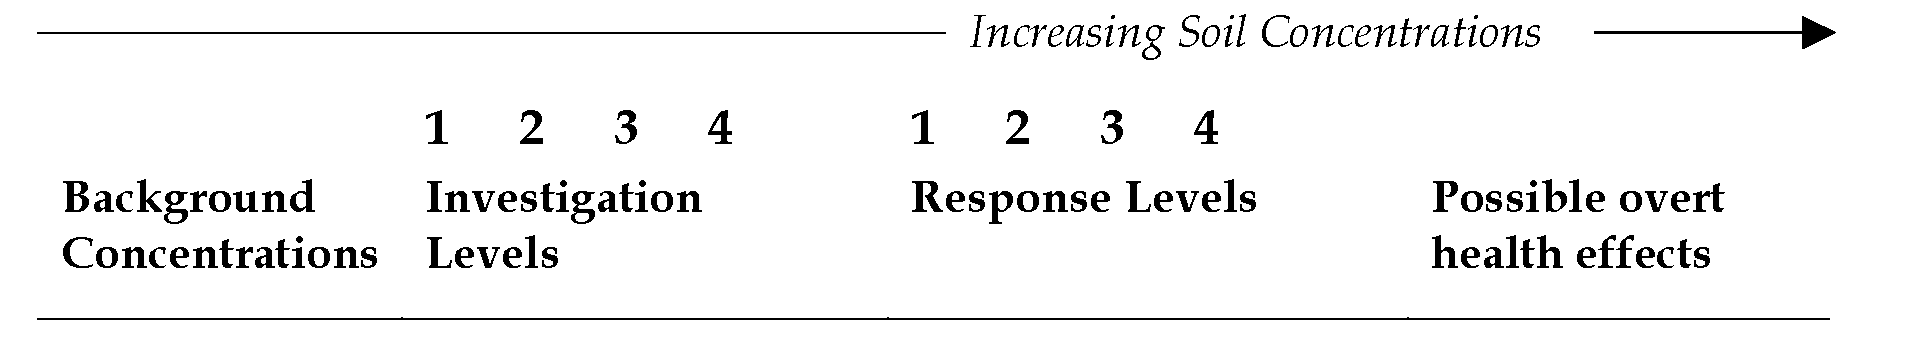 Increasing Soil Concentrations
1 2 3 4 1 2 3 4
Background Investigation Response Levels Possible overt
Concentrations Levels health effects